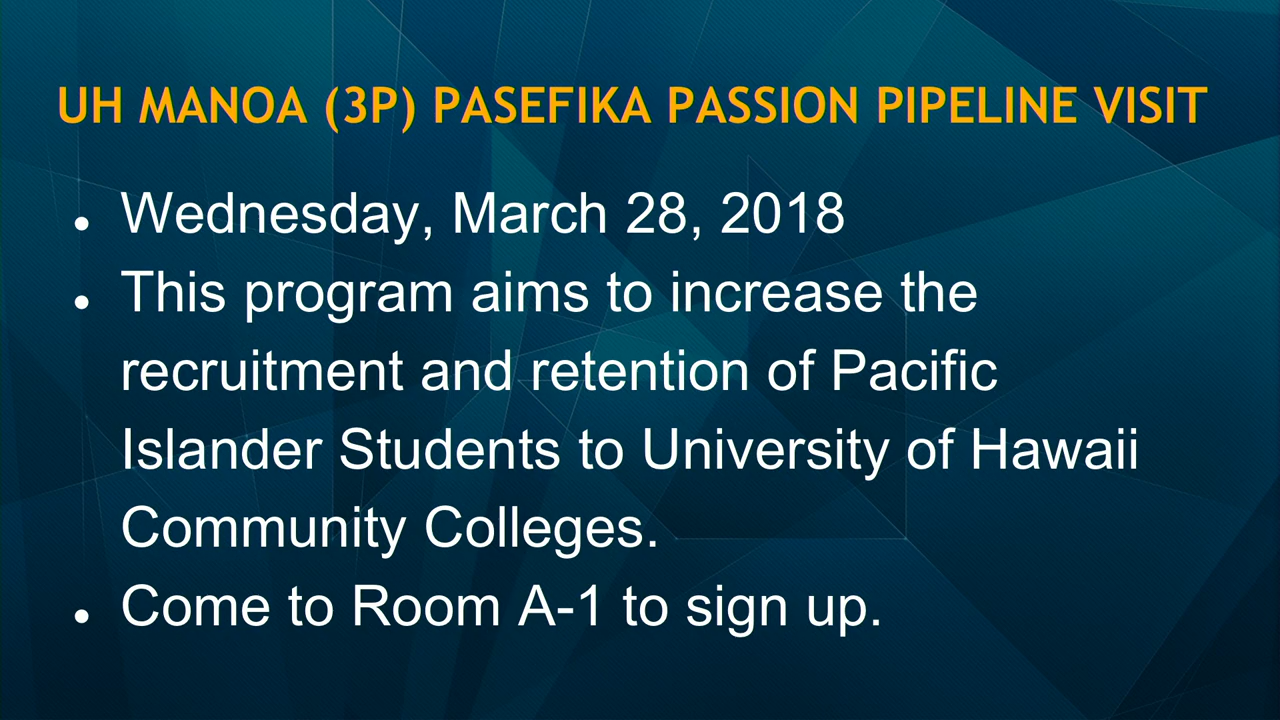 UH MANOA (3P) PASEFIKA PASSION PIPELINE VISIT
• Wednesday, March 28, 2018
• This program aims to increase the
recruitment and retention of Pacific
Islander Students to University of Hawaii
Community Colleges.
• Come to Room A-1 to sign up.